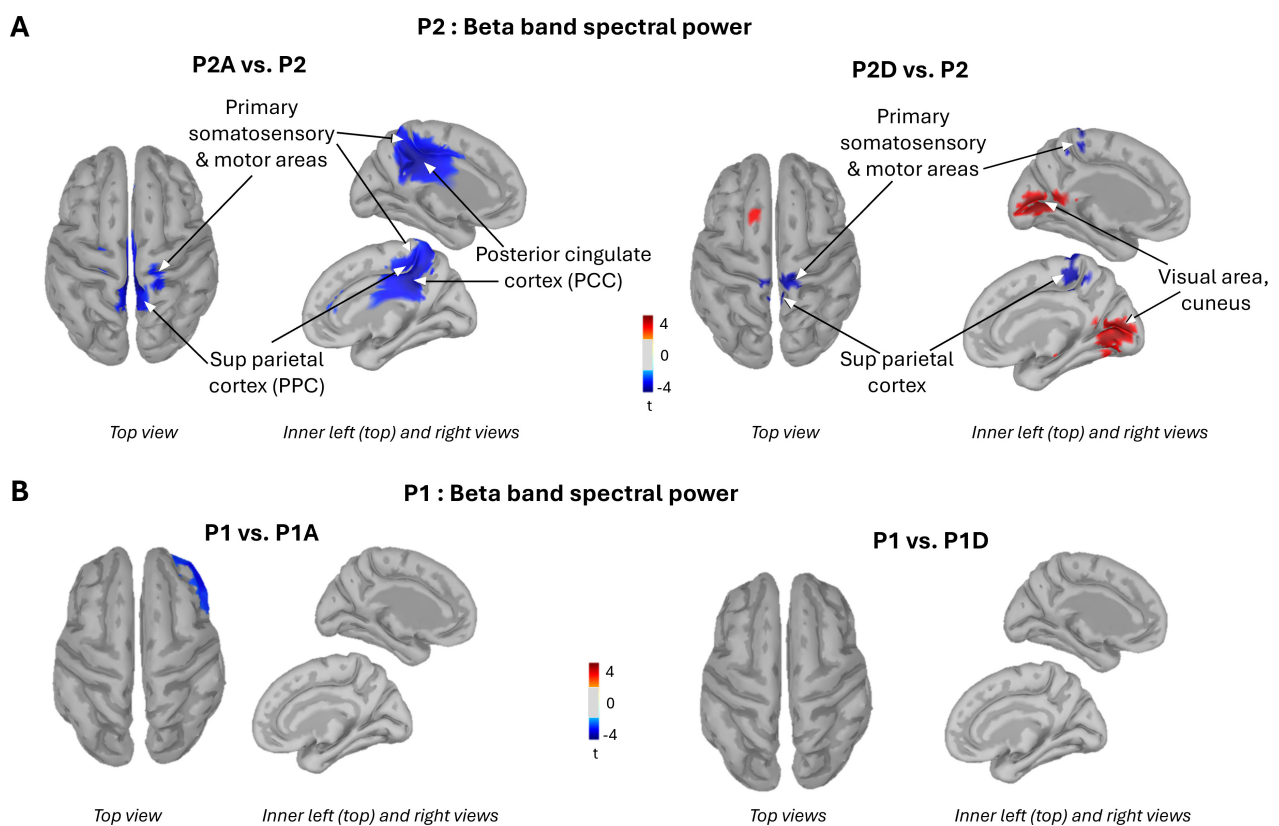 A
P2 : Beta band spectral power
P2A vs. P2
P2D vs. P2
Primary
somatosensory
& motor areas
Primary
somatosensory
& motor areas
Posterior cingulate
cortex (PCC)
Visual area,
cuneus
Sup parietal
cortex (PPC)
4
0
-4
t
Sup parietal
cortex
Top view
Inner left (top) and right views
Top view
Inner left (top) and right views
B
P1 : Beta band spectral power
P1 vs. P1A
P1 vs. P1D
4
0
-4
t
Top view
Inner left (top) and right views
Top views
Inner left (top) and right views